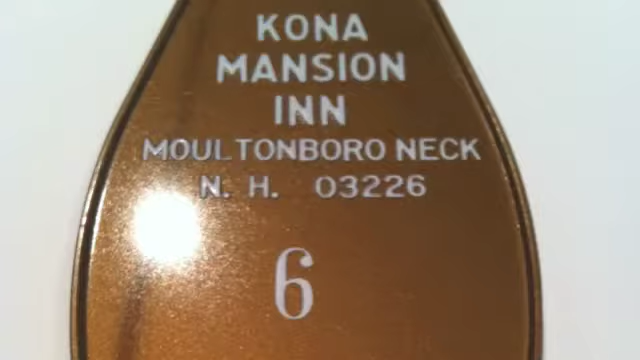 KONA
MANSION
INN
MOULTONBORO NECK
N. H. 03226
6